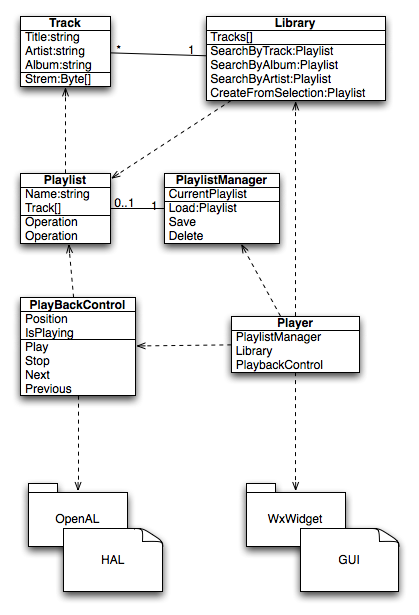 Track
Title:string
Artist:string
Album:string
Strem:Byte[]
* 1
Library
Tracks[]
SearchByTrack:Playlist
SearchByAlbum:Playlist
SearchByArtist:Playlist
CreateFromSelection:Playlist
Playlist
Name:string
Track[]
Operation
Operation
0..1 1
PlaylistManager
CurrentPlaylist
Load:Playlist
Save
Delete
PlayBackControl
Position
IsPlaying
Play
Stop
Next
Previous
Player
PlaylistManager
Library
PlaybackControl
OpenAL
HAL
WxWidget
GUI